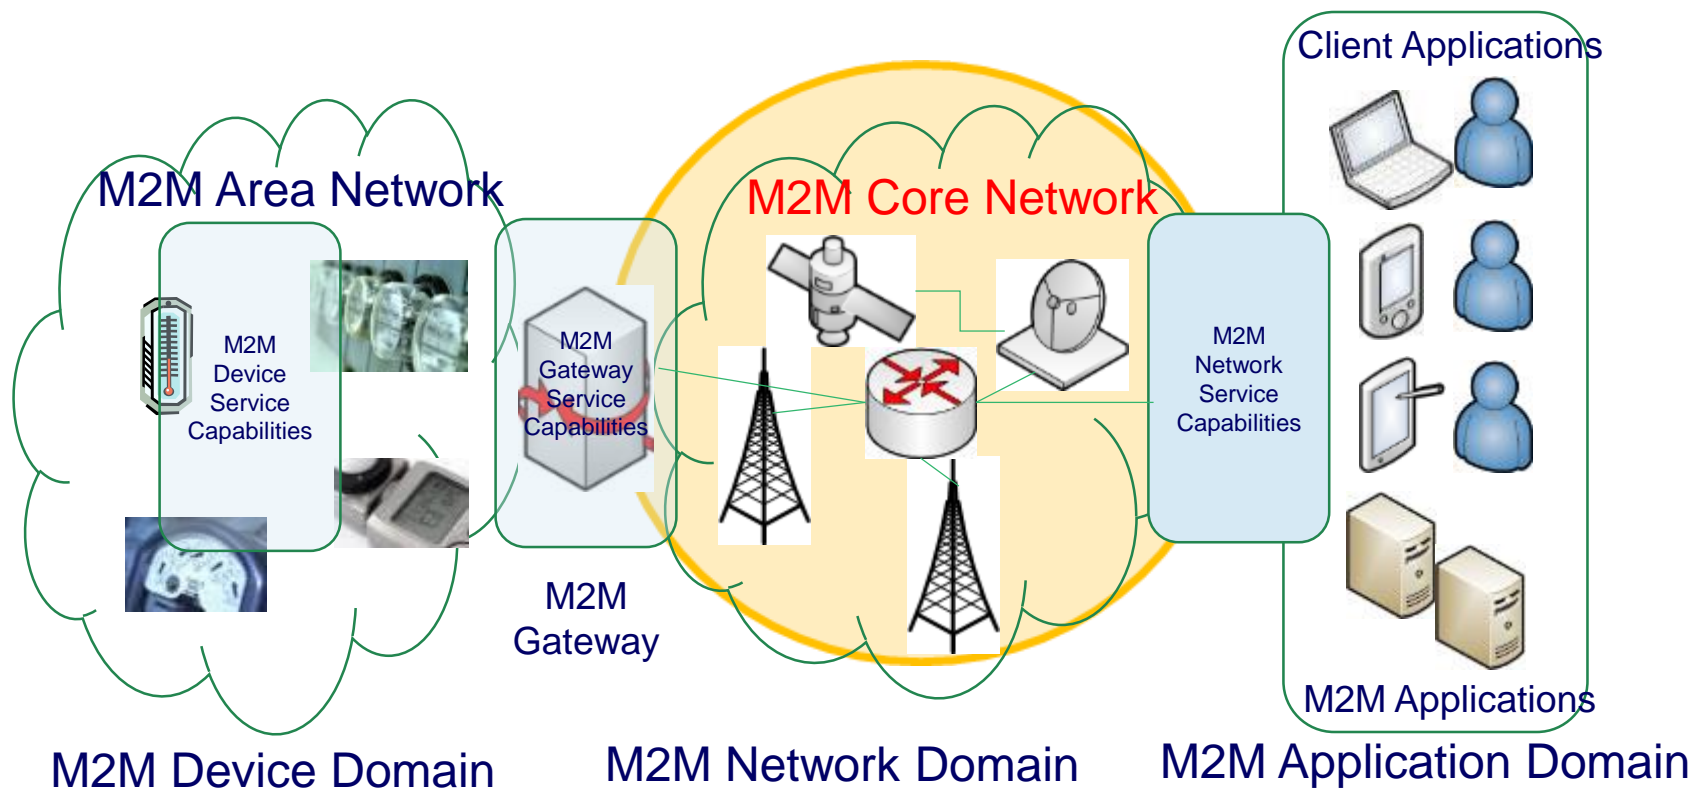 Client Applications
M2M Area Network
M2M Core Network
M2M
Device
Service
Capabilities
M2M
Gateway
Service
Capabilities
M2M
Network
Service
Capabilities
M2M
Gateway
M2M Applications
M2M Device Domain
M2M Network Domain
M2M Application Domain